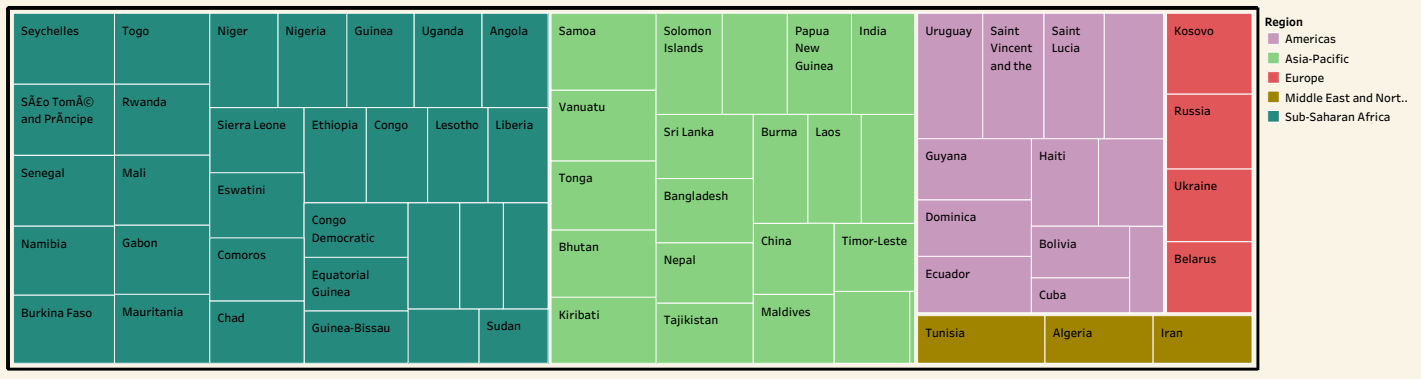 Seychelles
Togo
Niger
Nigeria
Guinea
Uganda
Angola
SÃ£o TomÃ©
and PrÃncipe
Rwanda
Sierra Leone
Ethiopia
Congo
Lesotho
Liberia
Senegal
Mali
Eswatini
Namibia
Gabon
Comoros
Congo
Democratic
Equatorial
Guinea
Burkina Faso
Mauritania
Chad
Guinea-Bissau
Sudan
Samoa
Solomon
Islands
Papua
New
Guinea
India
Vanuatu
Sri Lanka
Burma
Laos
Tonga
Bangladesh
Bhutan
Nepal
China
Timor-Leste
Kiribati
Tajikistan
Maldives
Uruguay
Saint
Vincent
and the
Saint
Lucia
Guyana
Haiti
Dominica
Bolivia
Ecuador
Cuba
Kosovo
Russia
Ukraine
Belarus
Tunisia
Algeria
Iran
Region
Americas
Asia-Pacific
Europe
Middle East and Nort..
Sub-Saharan Africa